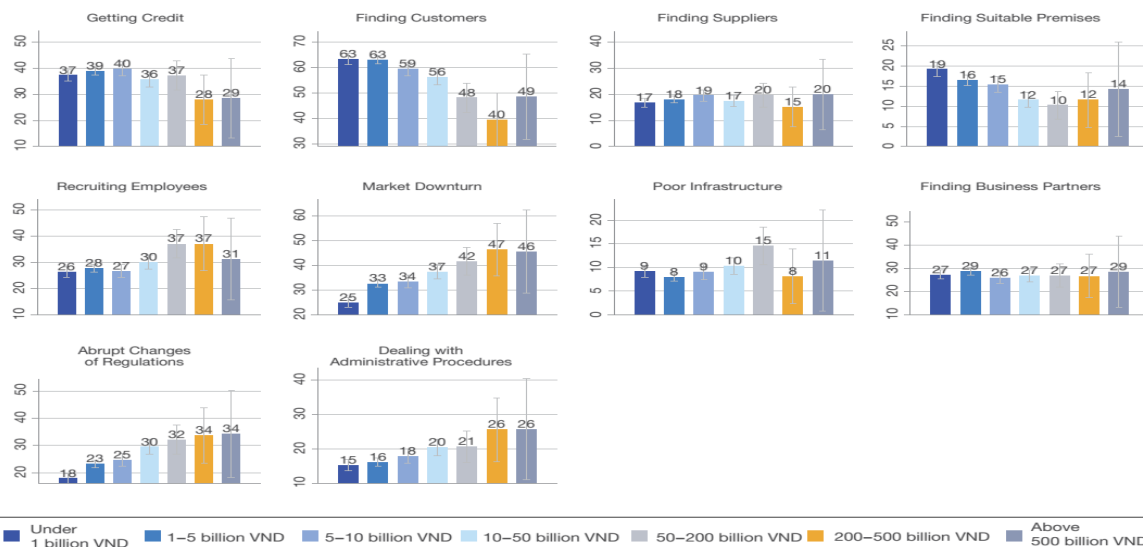 Getting Credit
50
40
30
20
10
37 39 40 36 37 28 29
Finding Customers
70
60
50
40
30
63 63 59 56 48 40 49
Finding Suppliers
40
30
20
10
0
17 18 19 17 20 15 20
Finding Suitable Premises
25
20
15
10
5
0
19 16 15 12 10 12 14
Recruiting Employees
50
40
30
20
10
26 28 27 30 37 37 31
Market Downturn
60
50
40
30
20
25 33 34 37 42 47 46
Poor Infrastructure
20
15
10
5
0
9 8 9 10 15 8 11
Finding Business Partners
50
40
30
20
10
27 29 26 27 27 27 29
Abrupt Changes
of Regulations
50
40
30
20
18 23 25 30 32 34 34
Dealing with
Administrative Procedures
40
30
20
10
15 16 18 20 21 26 26
Under
1 billion VND
1–5 billion VND
5–10 billion VND
10–50 billion VND
50–200 billion VND
200–500 billion VND
Above
500 billion VND